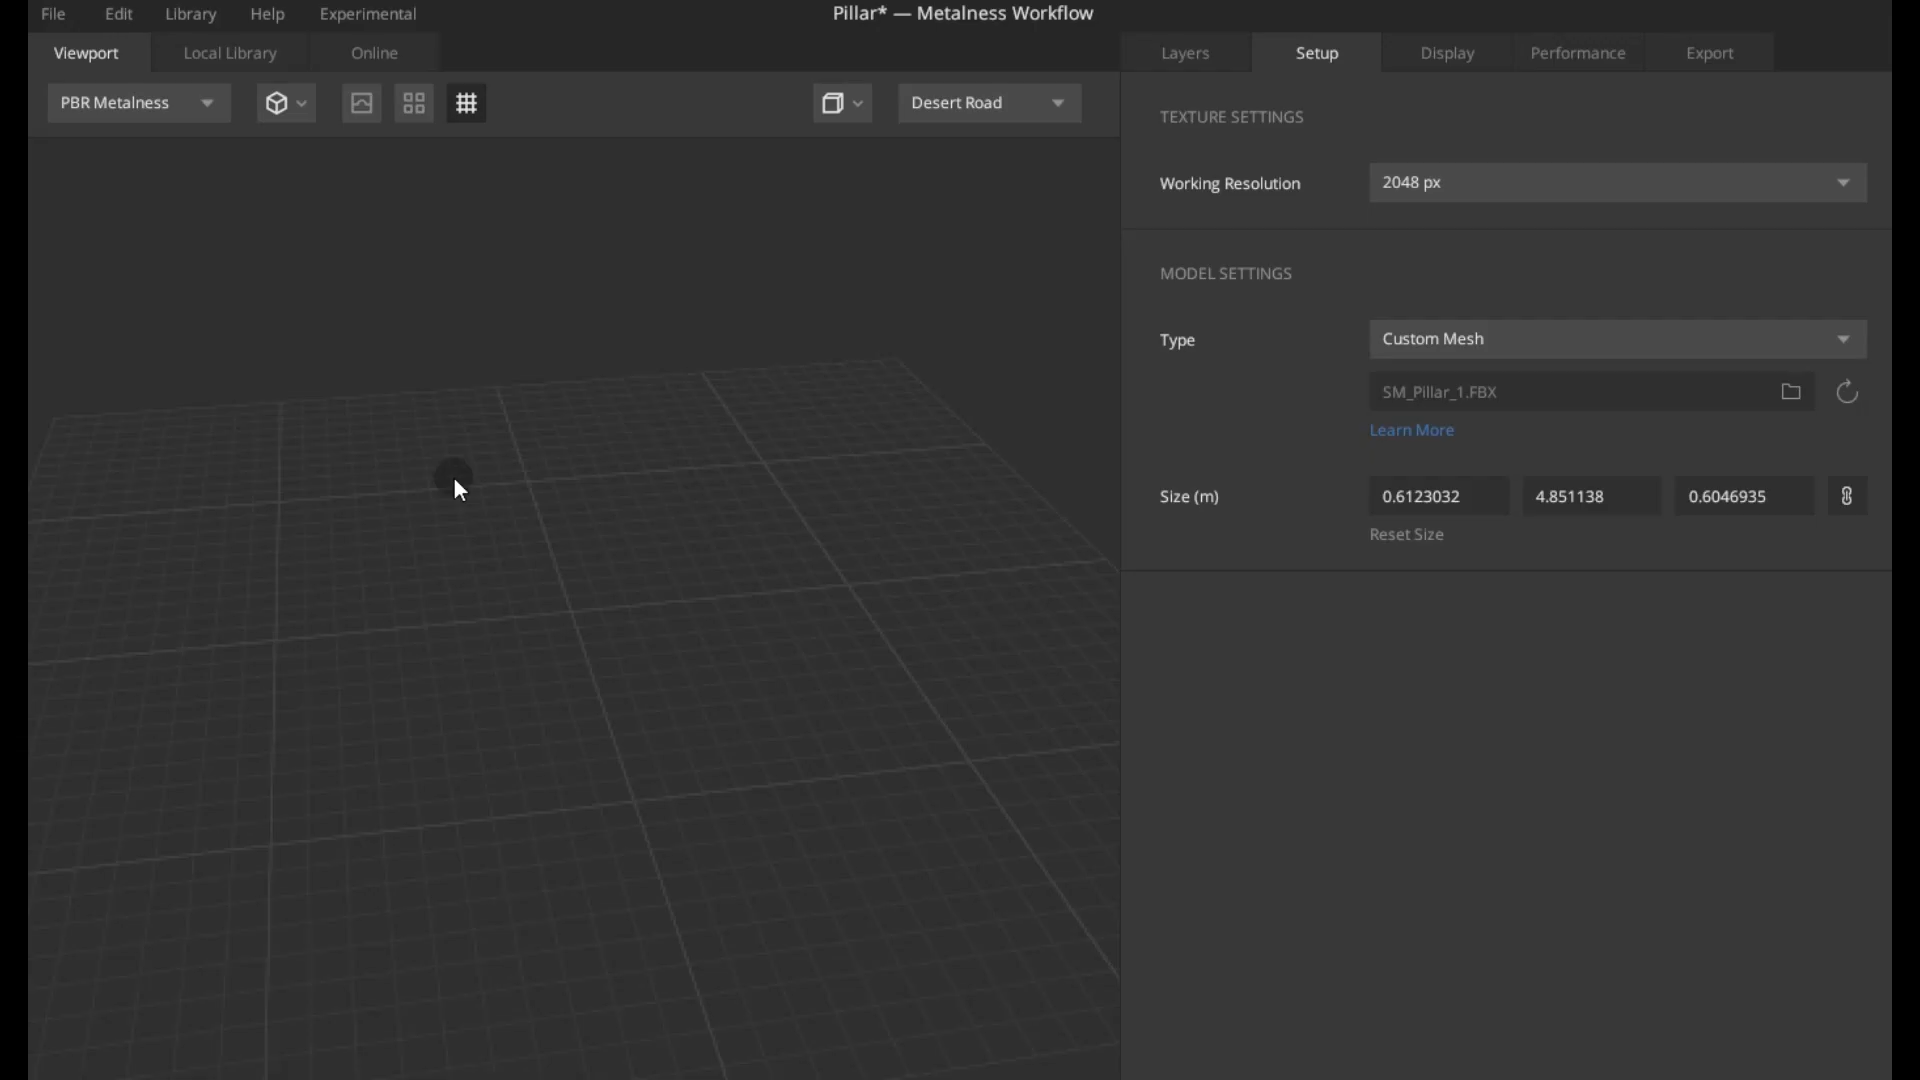 File Edit Library Help Experimental
Pillar* — Metalness Workflow
Viewport Local Library Online
Layers Setup Display Performance Export
PBR Metalness
Desert Road
TEXTURE SETTINGS
Working Resolution 2048 px
MODEL SETTINGS
Type Custom Mesh
SM_Pillar_1.FBX
Learn More
Size (m) 0.6123032 4.851138 0.6046935
Reset Size